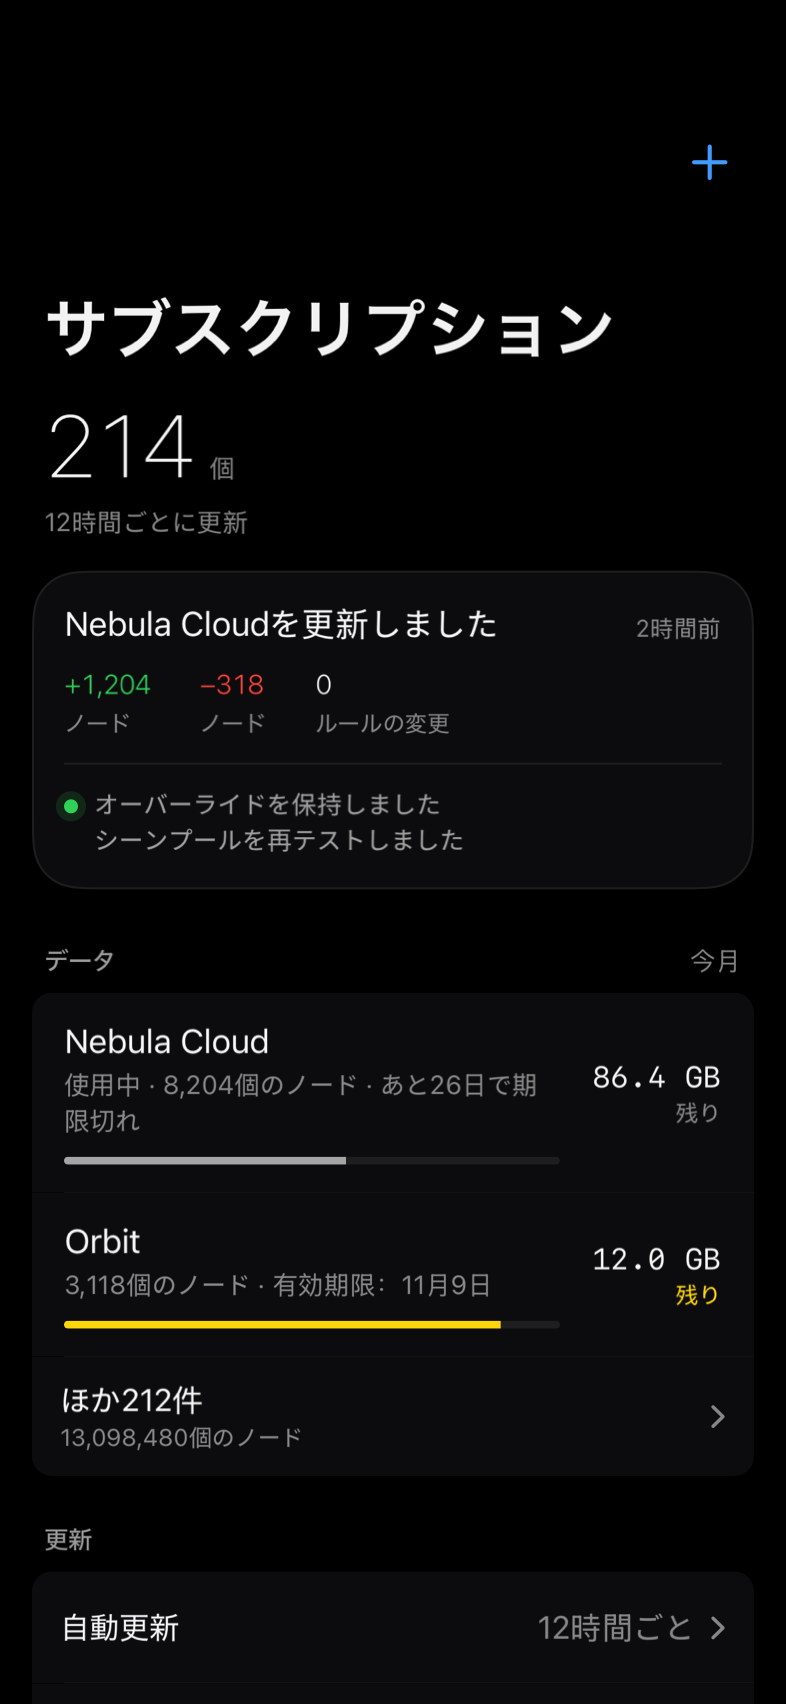 サブスクリプション
214 個
12時間ごとに更新
Nebula Cloudを更新しました 2時間前
+1,204 –318 0
ノード ノード ルールの変更
オーバーライドを保持しました
シーンプールを再テストしました
データ 今月
Nebula Cloud
使用中 · 8,204個のノード · あと26日で期
限切れ
86.4 GB
残り
Orbit
3,118個のノード · 有効期限：11月9日
12.0 GB
残り
ほか212件
13,098,480個のノード
更新
自動更新 12時間ごと